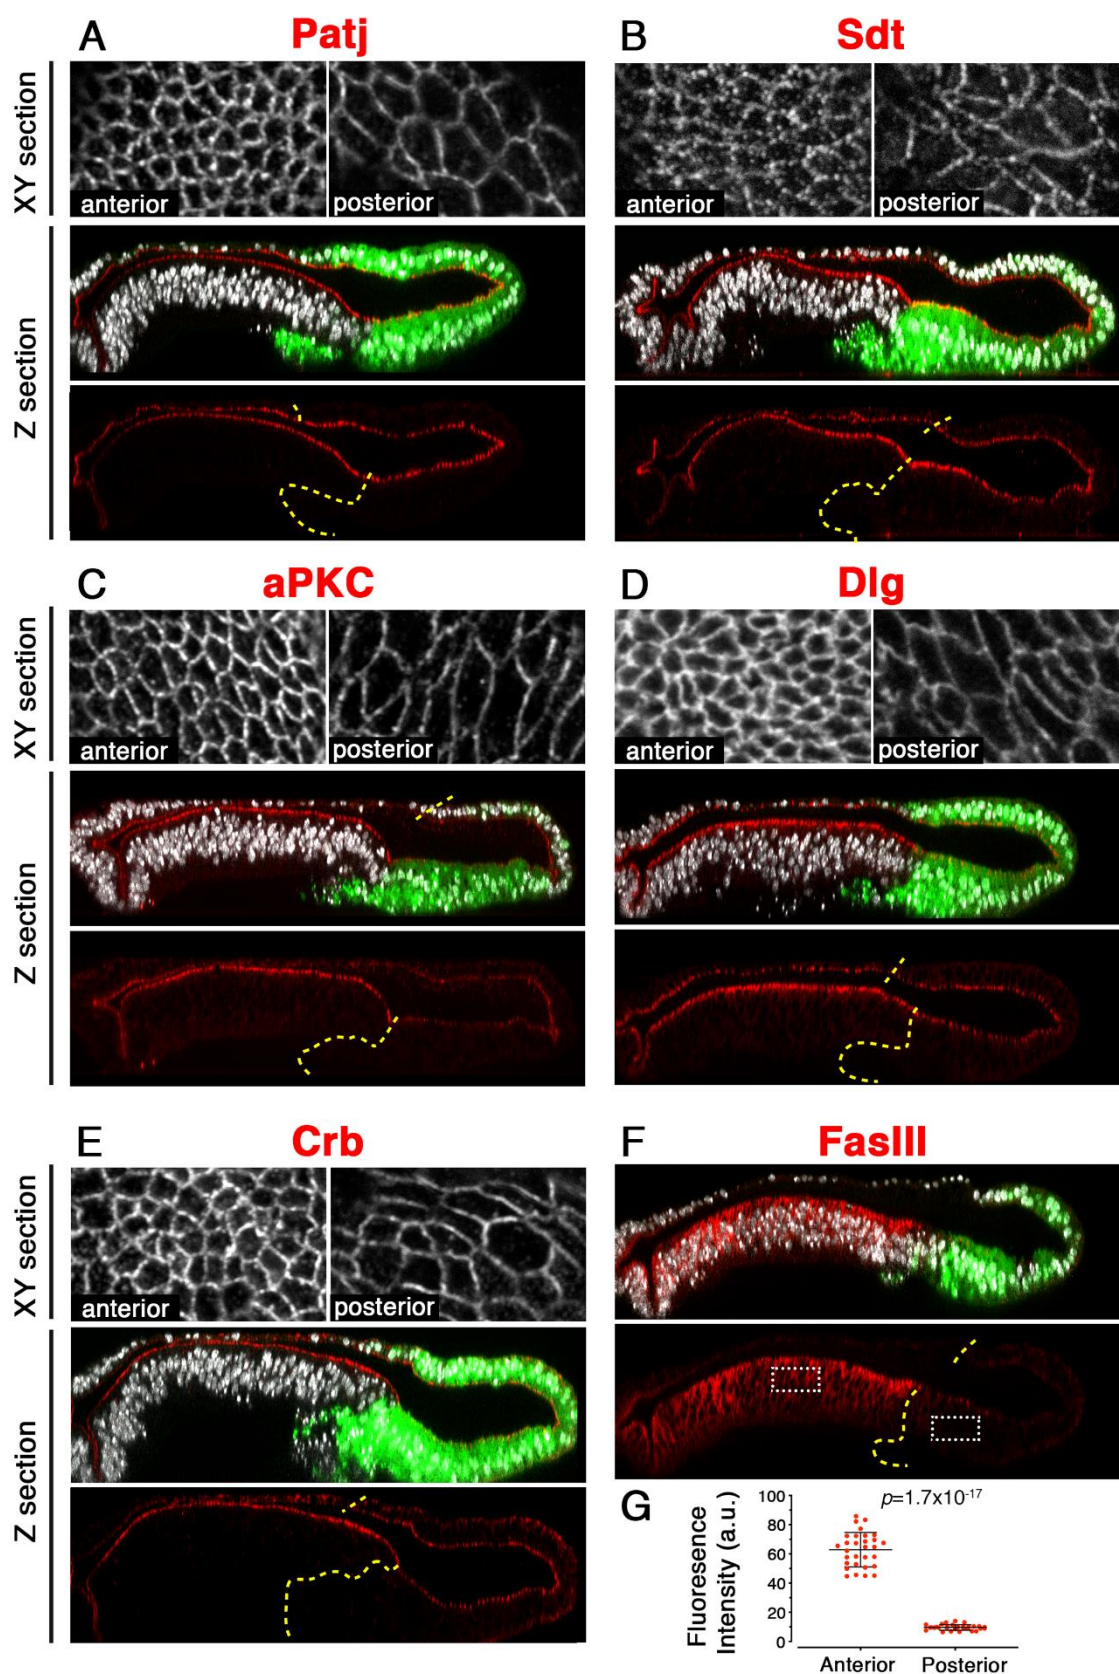 A Patj
XY section
anterior posterior
Z section
B Sdt
anterior posterior
C aPKC
XY section
anterior posterior
Z section
D Dlg
anterior posterior
E Crb
XY section
anterior posterior
Z section
F FasIII
G
p=1.7x10-17
Fluoresence
Intensity (a.u.)
100
80
60
40
20
0
Anterior Posterior